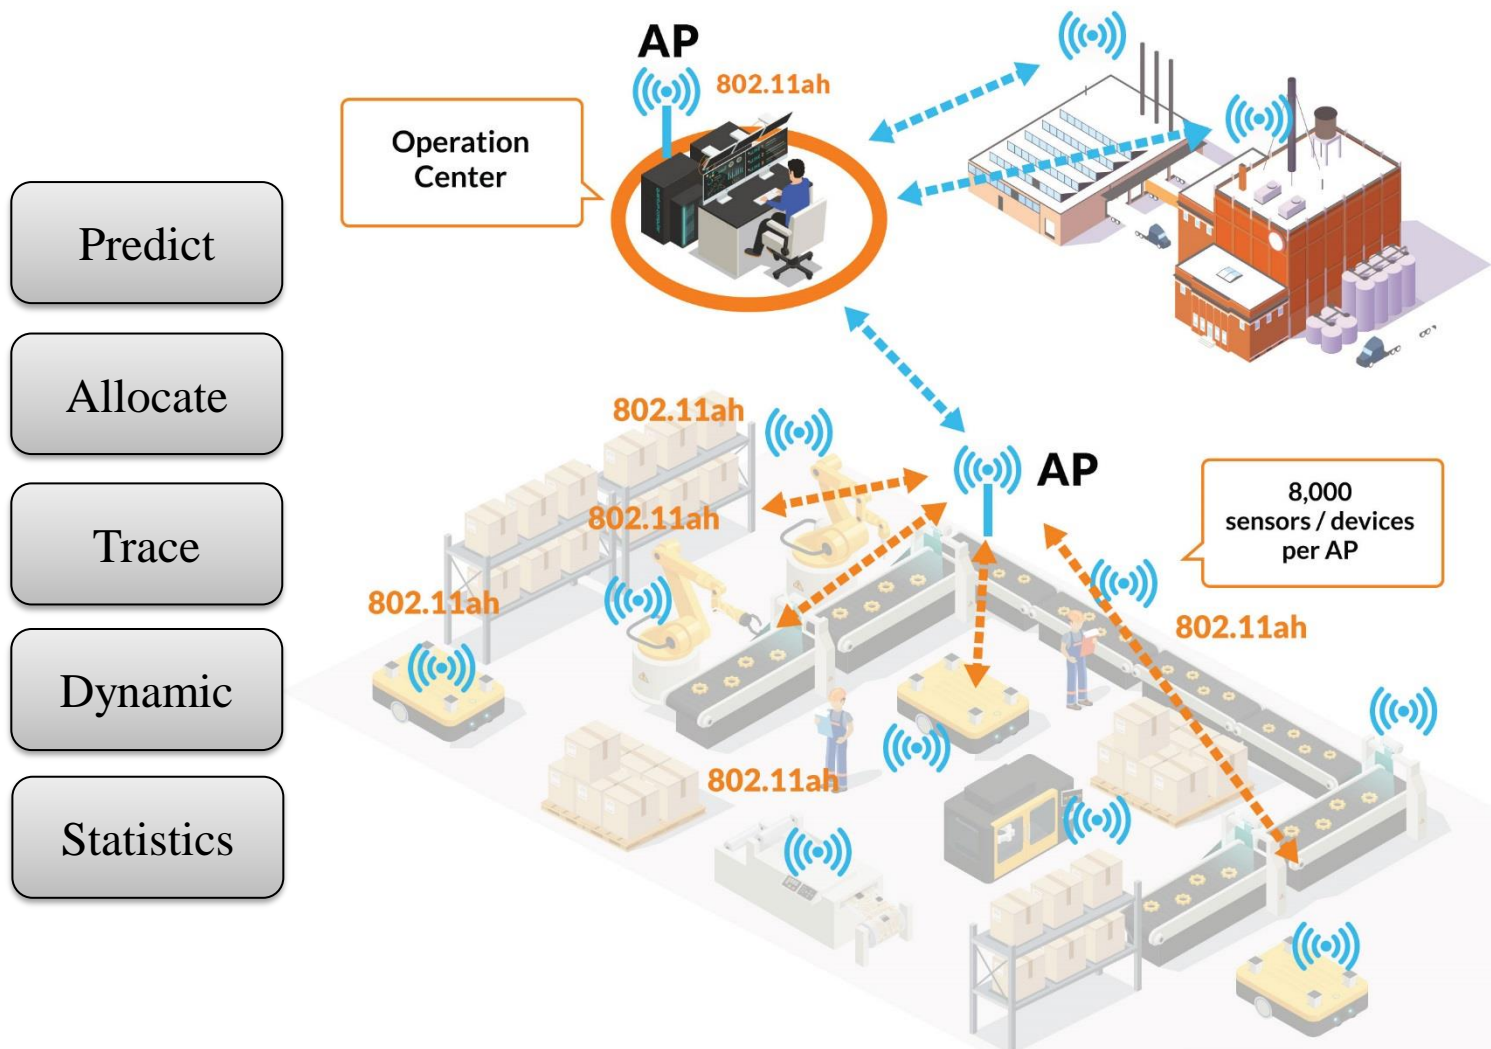 Predict
Allocate
Trace
Dynamic
Statistics
AP
802.11ah
Operation
Center
802.11ah
AP
8,000
sensors / devices
per AP
802.11ah
802.11ah
802.11ah
802.11ah